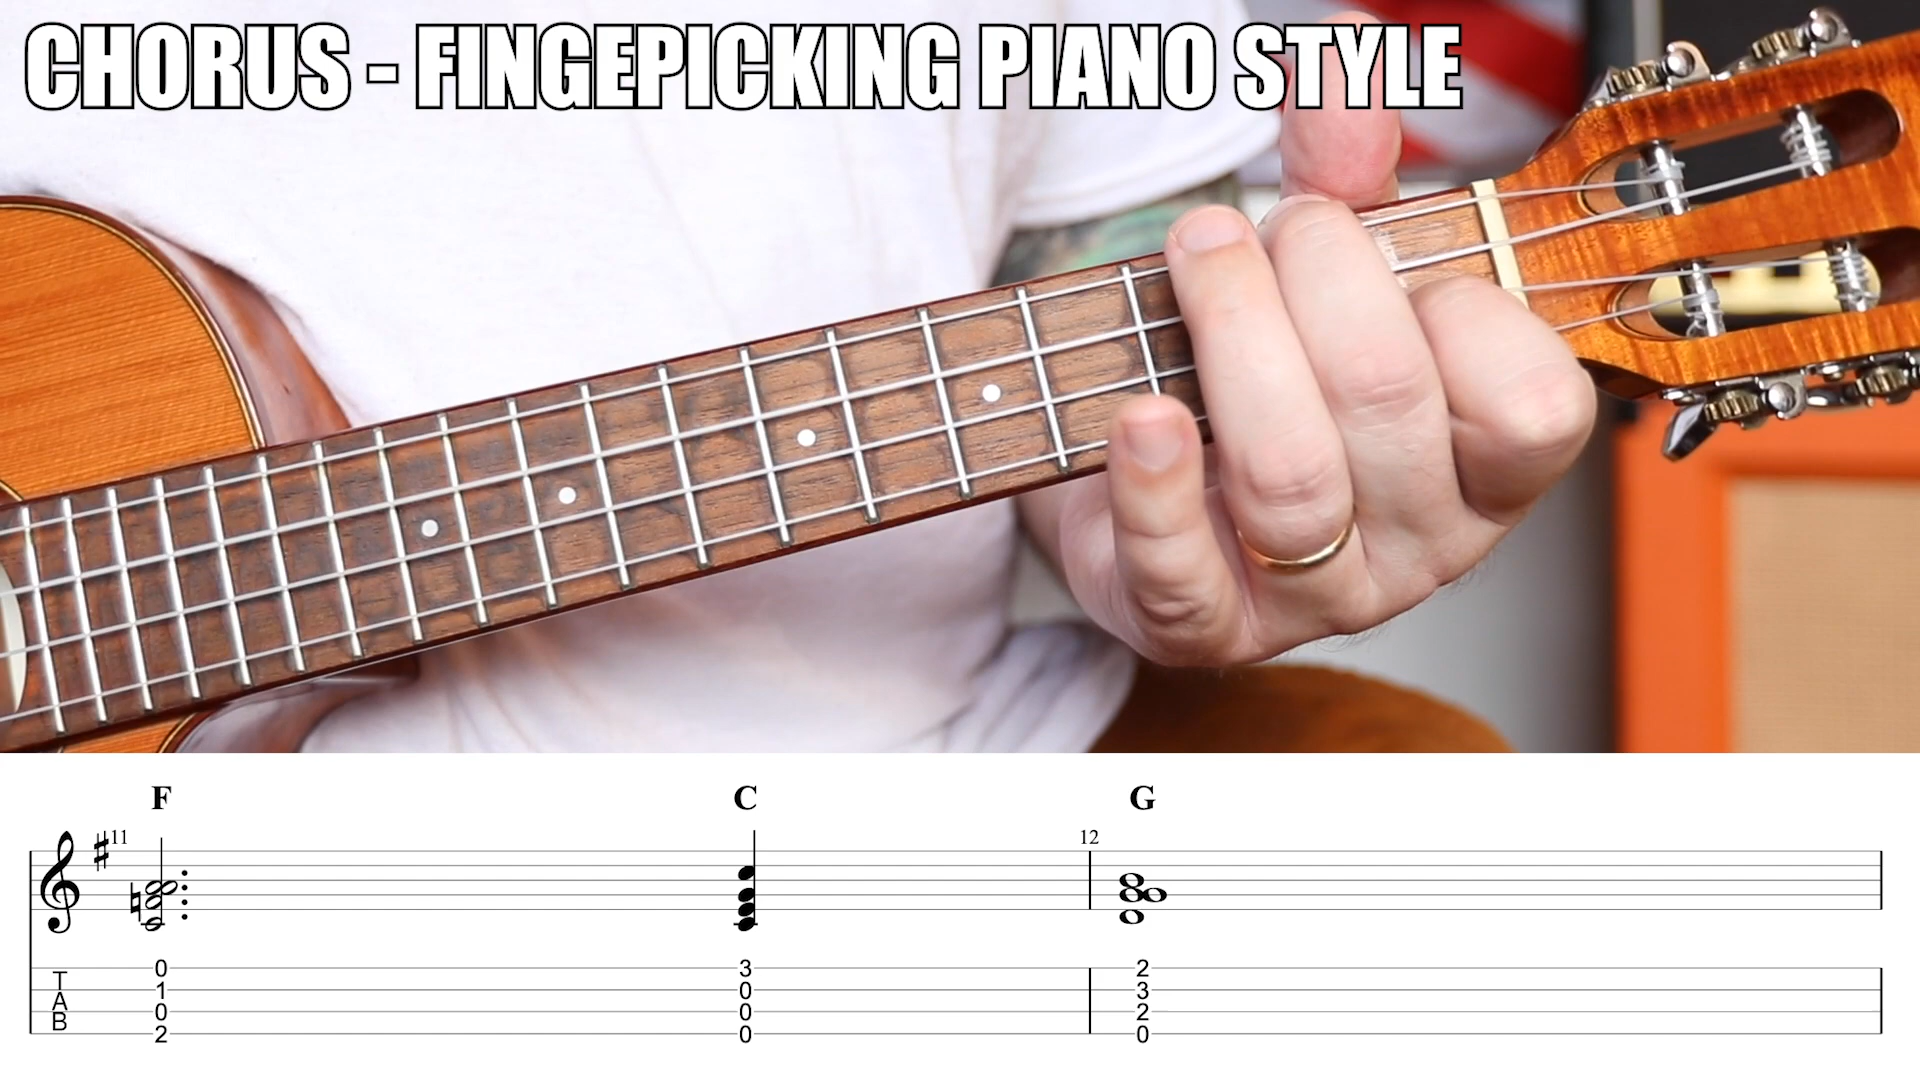 CHORUS - FINGEPICKING PIANO STYLE
F C G
11 12
T 0 3 2
A 1 0 3
B 0 0 2
2 0 0